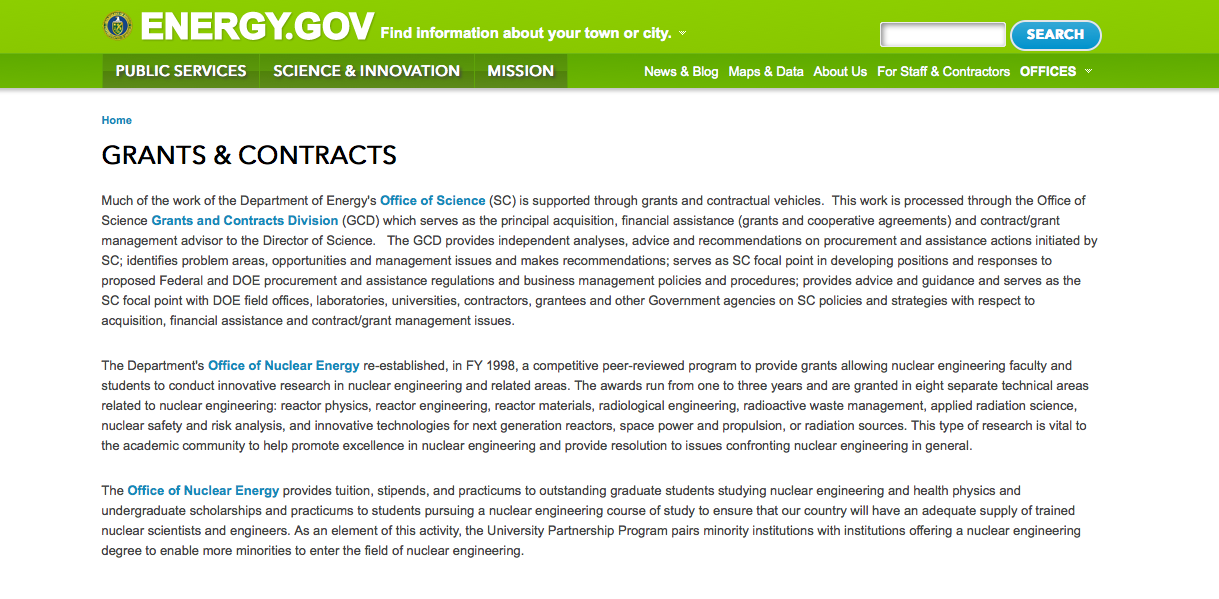 ENERGY.GOV Find information about your town or city. SEARCH
PUBLIC SERVICES SCIENCE & INNOVATION MISSION News & Blog Maps & Data About Us For Staff & Contractors OFFICES
Home
GRANTS & CONTRACTS
Much of the work of the Department of Energy's Office of Science (SC) is supported through grants and contractual vehicles.  This work is processed through the Office of
Science Grants and Contracts Division (GCD) which serves as the principal acquisition, financial assistance (grants and cooperative agreements) and contract/grant
management advisor to the Director of Science.   The GCD provides independent analyses, advice and recommendations on procurement and assistance actions initiated by
SC; identifies problem areas, opportunities and management issues and makes recommendations; serves as SC focal point in developing positions and responses to
proposed Federal and DOE procurement and assistance regulations and business management policies and procedures; provides advice and guidance and serves as the
SC focal point with DOE field offices, laboratories, universities, contractors, grantees and other Government agencies on SC policies and strategies with respect to
acquisition, financial assistance and contract/grant management issues.
The Department's Office of Nuclear Energy re-established, in FY 1998, a competitive peer-reviewed program to provide grants allowing nuclear engineering faculty and
students to conduct innovative research in nuclear engineering and related areas. The awards run from one to three years and are granted in eight separate technical areas
related to nuclear engineering: reactor physics, reactor engineering, reactor materials, radiological engineering, radioactive waste management, applied radiation science,
nuclear safety and risk analysis, and innovative technologies for next generation reactors, space power and propulsion, or radiation sources. This type of research is vital to
the academic community to help promote excellence in nuclear engineering and provide resolution to issues confronting nuclear engineering in general.
The Office of Nuclear Energy provides tuition, stipends, and practicums to outstanding graduate students studying nuclear engineering and health physics and
undergraduate scholarships and practicums to students pursuing a nuclear engineering course of study to ensure that our country will have an adequate supply of trained
nuclear scientists and engineers. As an element of this activity, the University Partnership Program pairs minority institutions with institutions offering a nuclear engineering
degree to enable more minorities to enter the field of nuclear engineering.